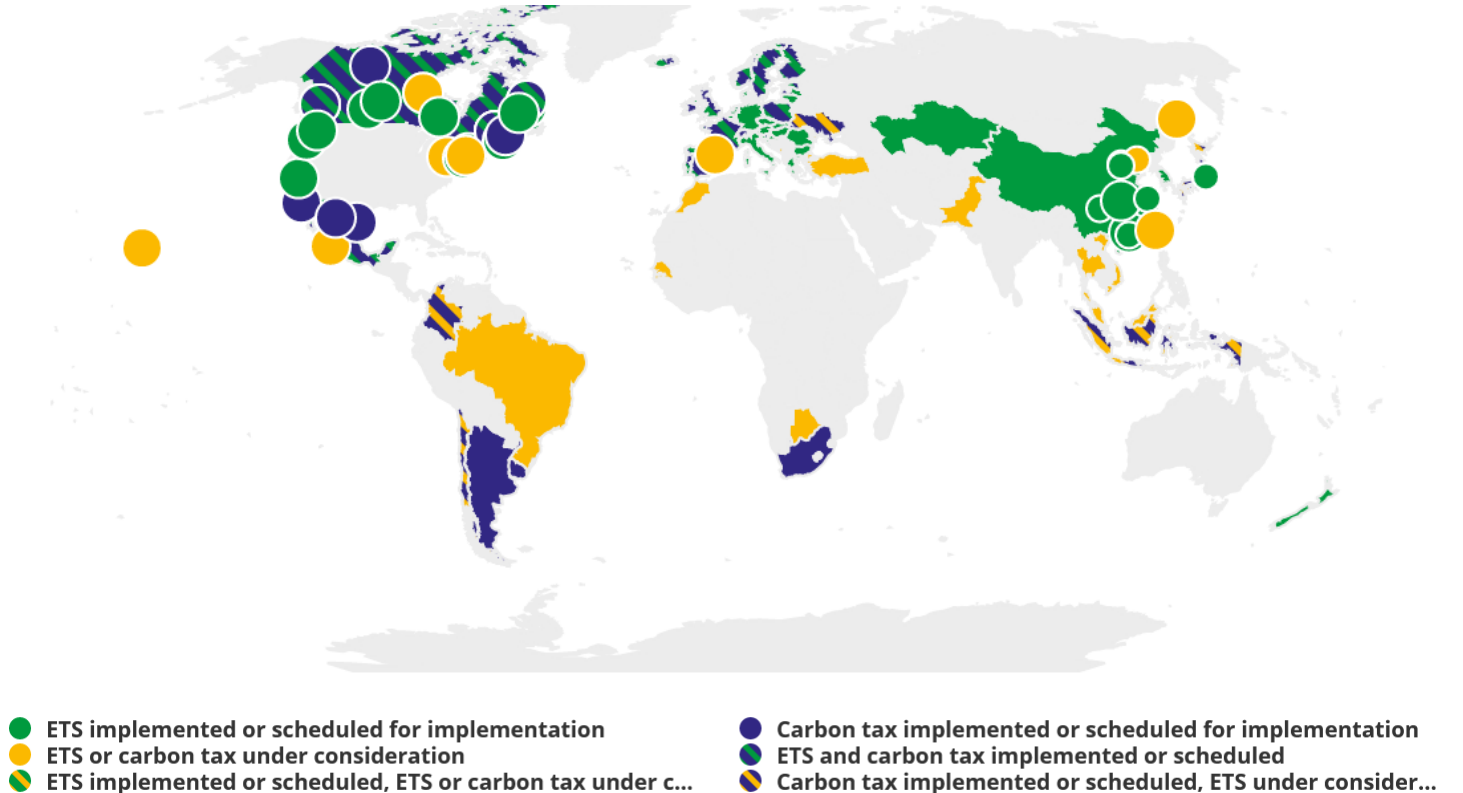 ETS implemented or scheduled for implementation
Carbon tax implemented or scheduled for implementation
ETS or carbon tax under consideration
ETS and carbon tax implemented or scheduled
ETS implemented or scheduled, ETS or carbon tax under c...
Carbon tax implemented or scheduled, ETS under consider...